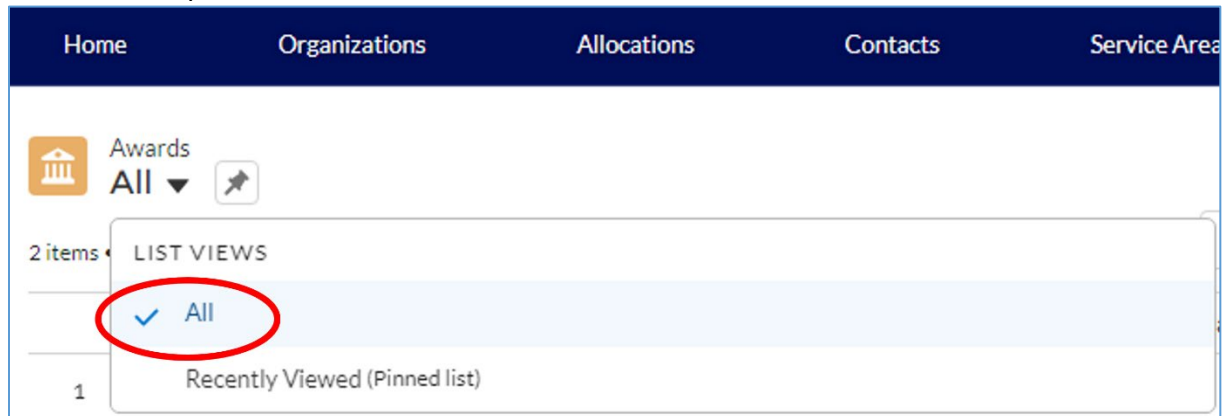 Home Organizations Allocations Contacts Service Area
Awards
All
2 items •
LIST VIEWS
All
Recently Viewed (Pinned list)
1